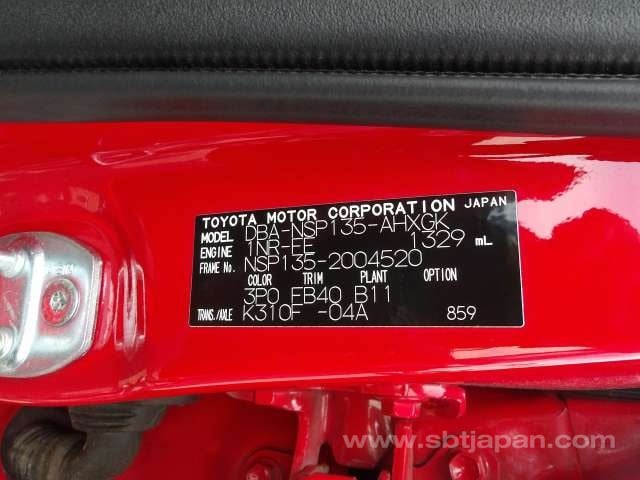 TOYOTA MOTOR CORPORATION JAPAN
MODEL DBA-NSP135-AHXGK
ENGINE 1NR-FE 1329 mL
FRAME No. NSP135-2004520
COLOR TRIM PLANT OPTION
3P0 FB40 B11
TRANS./AXLE K310F -04A 859
www.sbtjapan.com